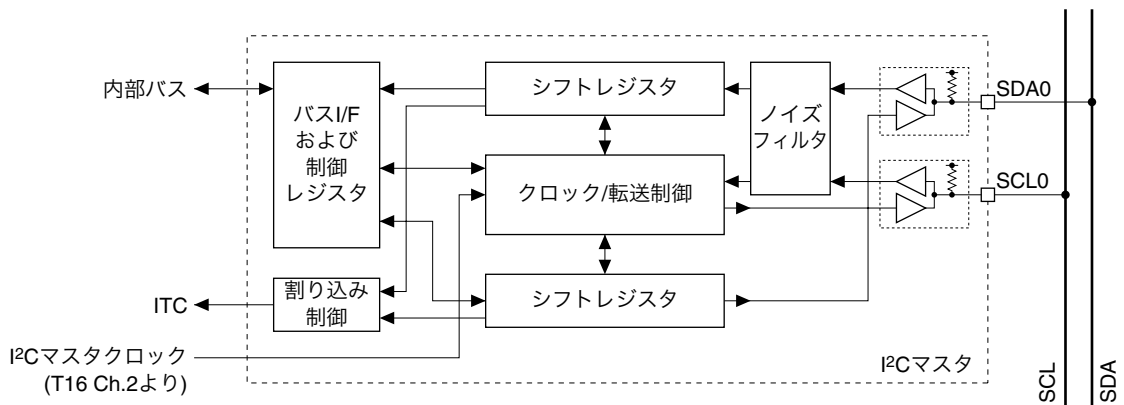 内部バス
バスI/F
および
制御
レジスタ
シフトレジスタ
ノイズ
フィルタ
SDA0
クロック/転送制御
SCL0
シフトレジスタ
割り込み
制御
ITC
I²Cマスタクロック
(T16 Ch.2より)
I²Cマスタ
SCL
SDA